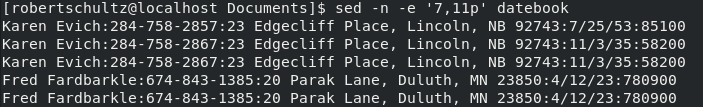 [robertschultz@localhost Documents]$ sed -n -e '7,11p' datebook
Karen Evich:284-758-2857:23 Edgecliff Place, Lincoln, NB 92743:7/25/53:85100
Karen Evich:284-758-2867:23 Edgecliff Place, Lincoln, NB 92743:11/3/35:58200
Karen Evich:284-758-2867:23 Edgecliff Place, Lincoln, NB 92743:11/3/35:58200
Fred Fardbarkle:674-843-1385:20 Parak Lane, Duluth, MN 23850:4/12/23:780900
Fred Fardbarkle:674-843-1385:20 Parak Lane, Duluth, MN 23850:4/12/23:780900